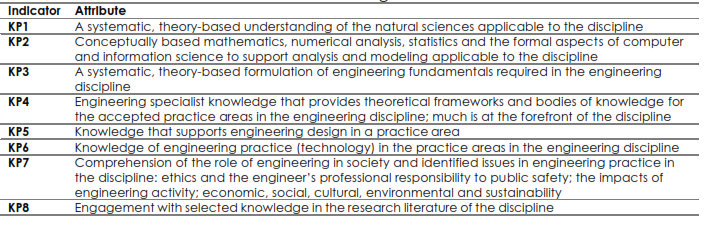 Indicator Attribute
KP1 A systematic, theory-based understanding of the natural sciences applicable to the discipline
KP2 Conceptually based mathematics, numerical analysis, statistics and the formal aspects of computer
and information science to support analysis and modeling applicable to the discipline
KP3 A systematic, theory-based formulation of engineering fundamentals required in the engineering
discipline
KP4 Engineering specialist knowledge that provides theoretical frameworks and bodies of knowledge for
the accepted practice areas in the engineering discipline; much is at the forefront of the discipline
KP5 Knowledge that supports engineering design in a practice area
KP6 Knowledge of engineering practice (technology) in the practice areas in the engineering discipline
KP7 Comprehension of the role of engineering in society and identified issues in engineering practice in
the discipline: ethics and the engineer's professional responsibility to public safety; the impacts of
engineering activity; economic, social, cultural, environmental and sustainability
KP8 Engagement with selected knowledge in the research literature of the discipline